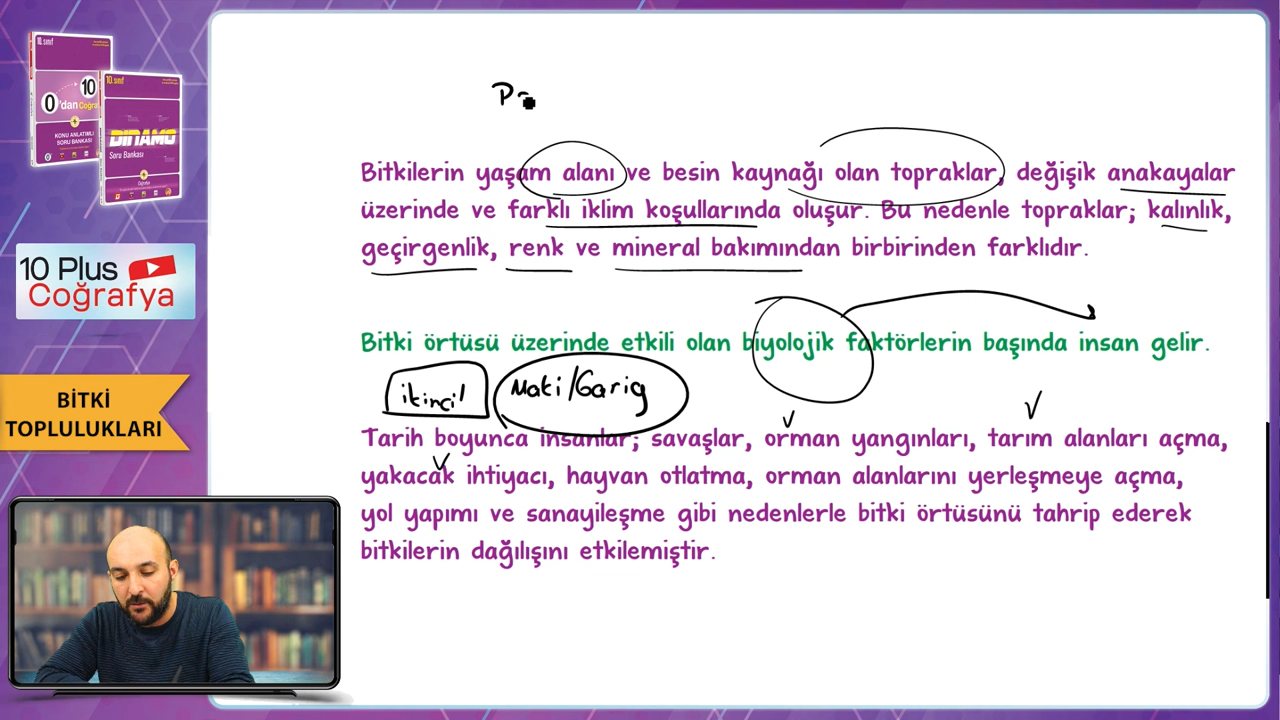 10. sınıf
0'dan 10
Coğra
KONU ANLATIMLI
SORU BANKASI
10. sınıf
DINAMO
Soru Bankası
Coğrafya
10 Plus
Coğrafya
BİTKİ
TOPLULUKLARI
Bitkilerin yaşam alanı ve besin kaynağı olan topraklar, değişik anakayalar
üzerinde ve farklı iklim koşullarında oluşur. Bu nedenle topraklar; kalınlık,
geçirgenlik, renk ve mineral bakımından birbirinden farklıdır.
Bitki örtüsü üzerinde etkili olan biyolojik faktörlerin başında insan gelir.
ikincil Maki/Garig
Tarih boyunca insanlar; savaşlar, orman yangınları, tarım alanları açma,
yakacak ihtiyacı, hayvan otlatma, orman alanlarını yerleşmeye açma,
yol yapımı ve sanayileşme gibi nedenlerle bitki örtüsünü tahrip ederek
bitkilerin dağılışını etkilemiştir.